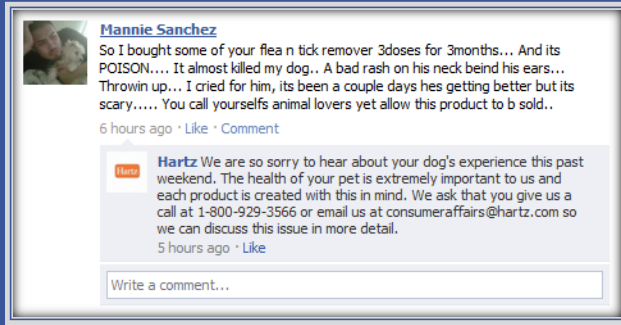 Mannie Sanchez
So I bought some of your flea n tick remover 3doses for 3months... And its
POISON.... It almost killed my dog.. A bad rash on his neck beind his ears...
Throwin up... I cried for him, its been a couple days hes getting better but its
scary..... You call yourselfs animal lovers yet allow this product to b sold..
6 hours ago · Like · Comment
Hartz
Hartz We are so sorry to hear about your dog's experience this past
weekend. The health of your pet is extremely important to us and
each product is created with this in mind. We ask that you give us a
call at 1-800-929-3566 or email us at consumeraffairs@hartz.com so
we can discuss this issue in more detail.
5 hours ago · Like
Write a comment...